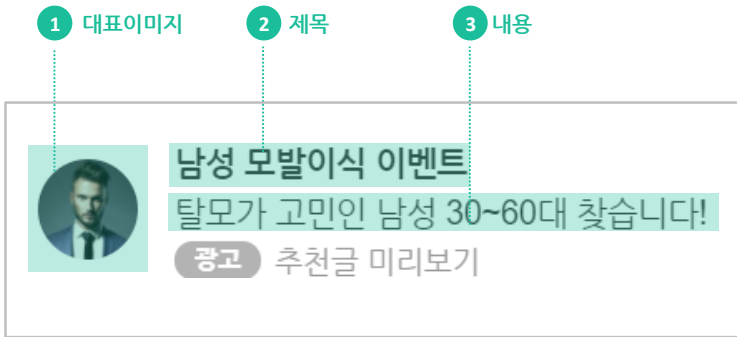 1 대표이미지
2 제목
3 내용
남성 모발이식 이벤트
탈모가 고민인 남성 30~60대 찾습니다!
광고 추천글 미리보기